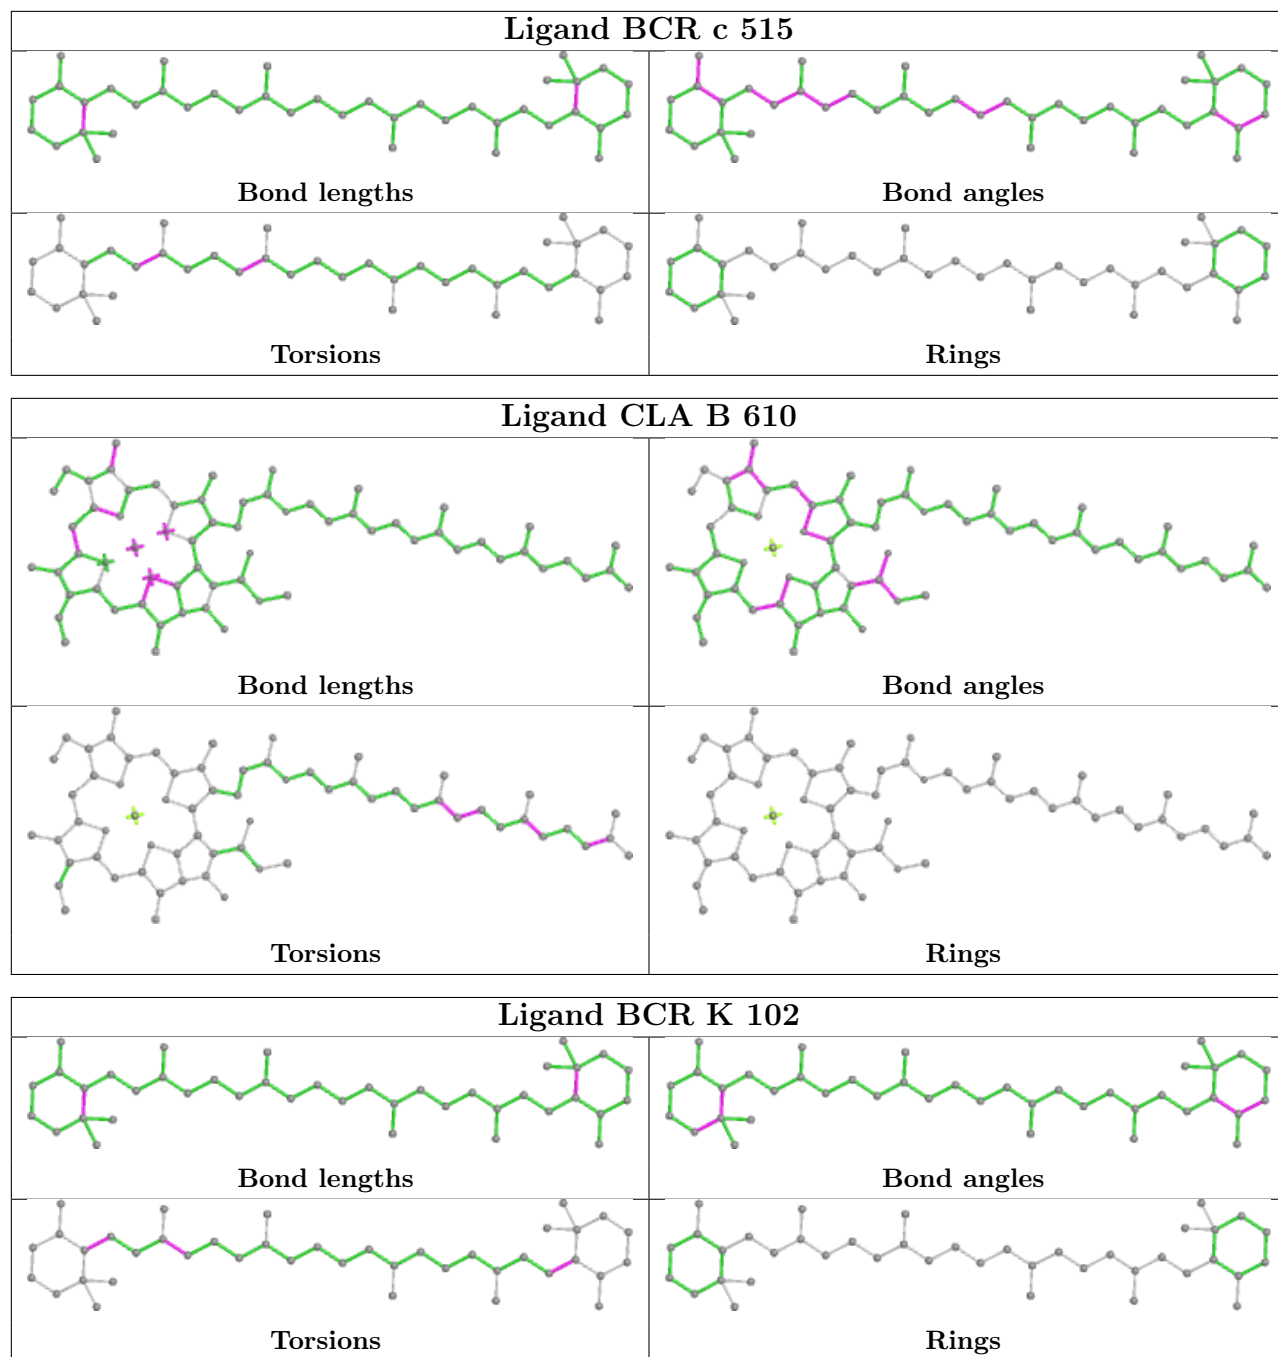 Ligand BCR c 515
Bond lengths
Bond angles
Torsions
Rings
Ligand CLA B 610
Bond lengths
Bond angles
Torsions
Rings
Ligand BCR K 102
Bond lengths
Bond angles
Torsions
Rings